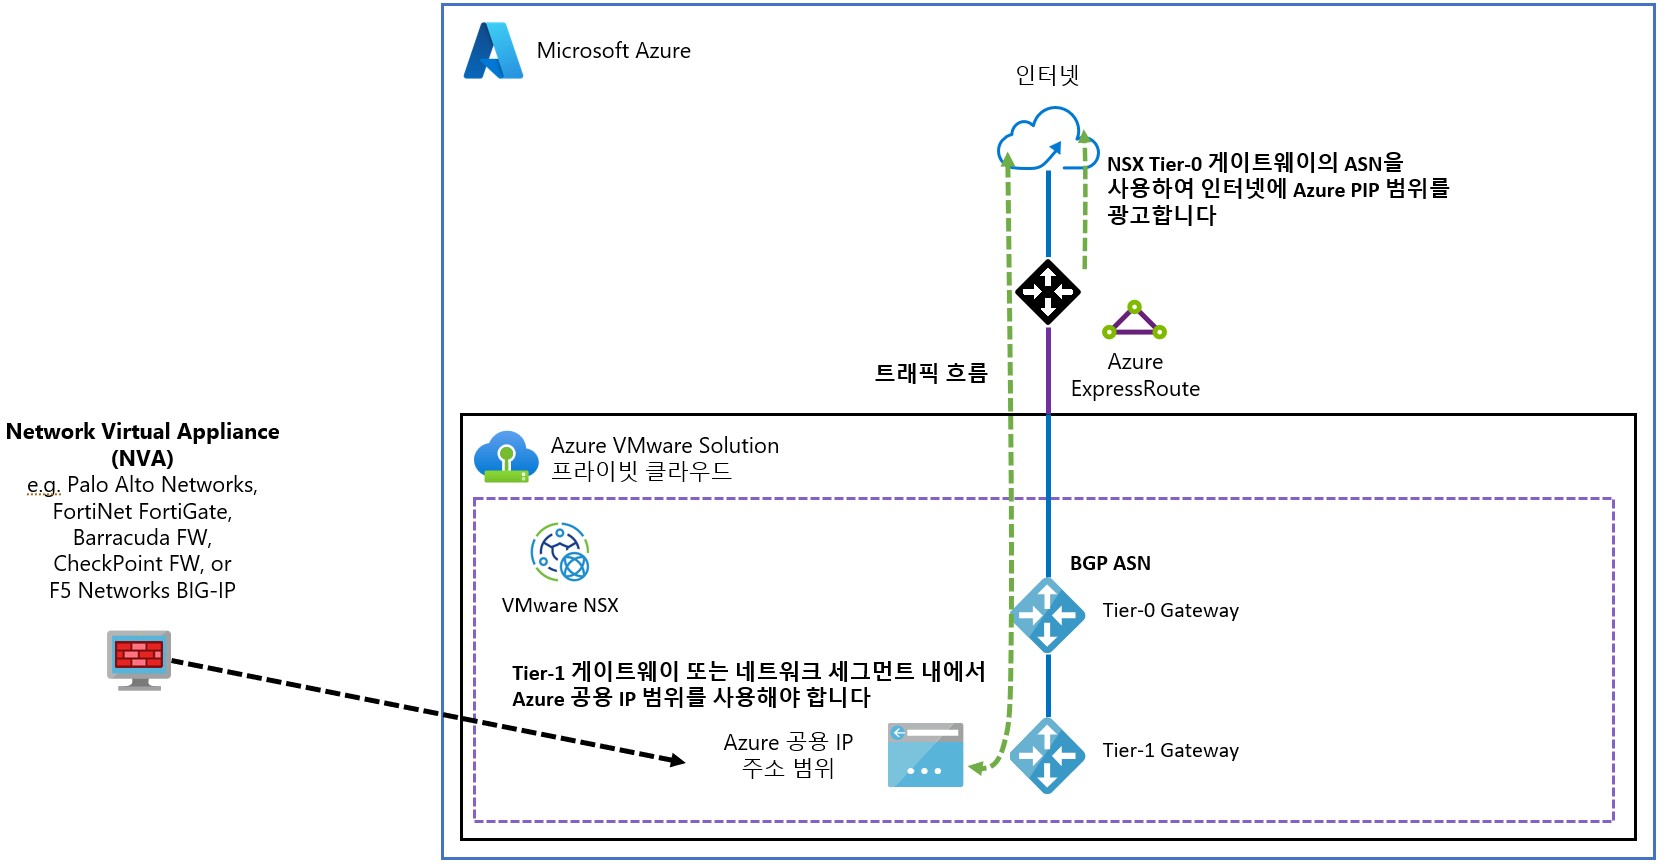 Microsoft Azure
인터넷
NSX Tier-0 게이트웨이의 ASN을
사용하여 인터넷에 Azure PIP 범위를
광고합니다
Azure
ExpressRoute
트래픽 흐름
Network Virtual Appliance
(NVA)
e.g. Palo Alto Networks,
FortiNet FortiGate,
Barracuda FW,
CheckPoint FW, or
F5 Networks BIG-IP
Azure VMware Solution
프라이빗 클라우드
VMware NSX
BGP ASN
Tier-0 Gateway
Tier-1 게이트웨이 또는 네트워크 세그먼트 내에서
Azure 공용 IP 범위를 사용해야 합니다
Azure 공용 IP
주소 범위
Tier-1 Gateway